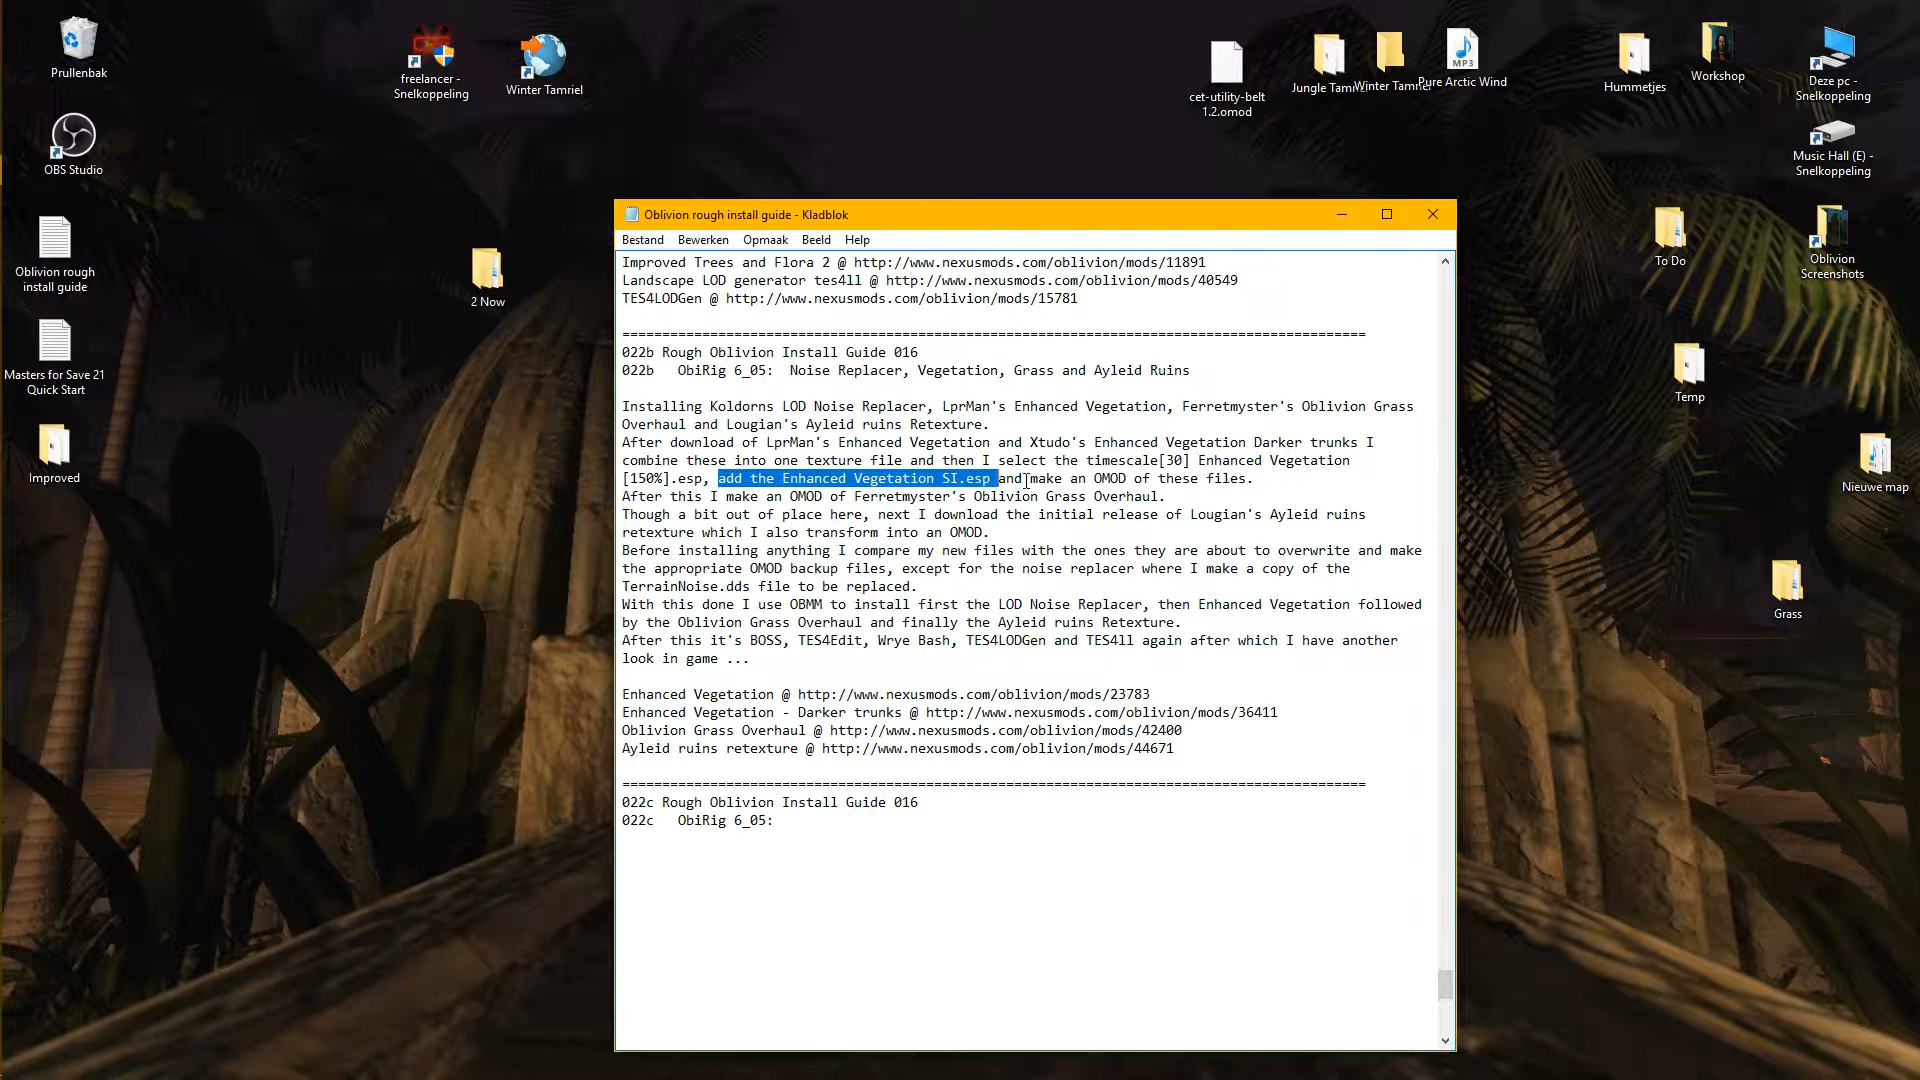 Prullenbak
OBS Studio
Oblivion rough
install guide
Masters for Save 21
Quick Start
Improved
freelancer -
Snelkoppeling
Winter Tamriel
2 Now
cet-utility-belt
1.2.omod
MP3
Pure Arctic Wind
Hummetjes
Workshop
Deze pc -
Snelkoppeling
Music Hall (E) -
Snelkoppeling
To Do
Oblivion
Screenshots
Temp
Nieuwe map
Grass
Oblivion rough install guide - Kladblok
Bestand Bewerken Opmaak Beeld Help
Improved Trees and Flora 2 @ http://www.nexusmods.com/oblivion/mods/11891
Landscape LOD generator tes4ll @ http://www.nexusmods.com/oblivion/mods/40549
TES4LODGen @ http://www.nexusmods.com/oblivion/mods/15781
=============================================================================================
022b Rough Oblivion Install Guide 016
022b   ObiRig 6_05:  Noise Replacer, Vegetation, Grass and Ayleid Ruins
Installing Koldorns LOD Noise Replacer, LprMan's Enhanced Vegetation, Ferretmyster's Oblivion Grass
Overhaul and Lougian's Ayleid ruins Retexture.
After download of LprMan's Enhanced Vegetation and Xtudo's Enhanced Vegetation Darker trunks I
combine these into one texture file and then I select the timescale[30] Enhanced Vegetation
[150%].esp, add the Enhanced Vegetation SI.esp and make an OMOD of these files.
After this I make an OMOD of Ferretmyster's Oblivion Grass Overhaul.
Though a bit out of place here, next I download the initial release of Lougian's Ayleid ruins
retexture which I also transform into an OMOD.
Before installing anything I compare my new files with the ones they are about to overwrite and make
the appropriate OMOD backup files, except for the noise replacer where I make a copy of the
TerrainNoise.dds file to be replaced.
With this done I use OBMM to install first the LOD Noise Replacer, then Enhanced Vegetation followed
by the Oblivion Grass Overhaul and finally the Ayleid ruins Retexture.
After this it's BOSS, TES4Edit, Wrye Bash, TES4LODGen and TES4ll again after which I have another
look in game ...
Enhanced Vegetation @ http://www.nexusmods.com/oblivion/mods/23783
Enhanced Vegetation - Darker trunks @ http://www.nexusmods.com/oblivion/mods/36411
Oblivion Grass Overhaul @ http://www.nexusmods.com/oblivion/mods/42400
Ayleid ruins retexture @ http://www.nexusmods.com/oblivion/mods/44671
=============================================================================================
022c Rough Oblivion Install Guide 016
022c   ObiRig 6_05: